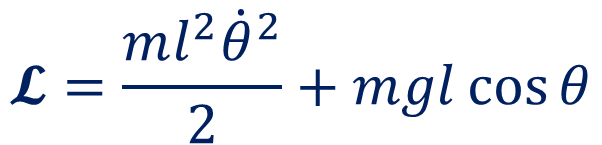 ℒ = ml²θ̇²/2 + mgl cos θ